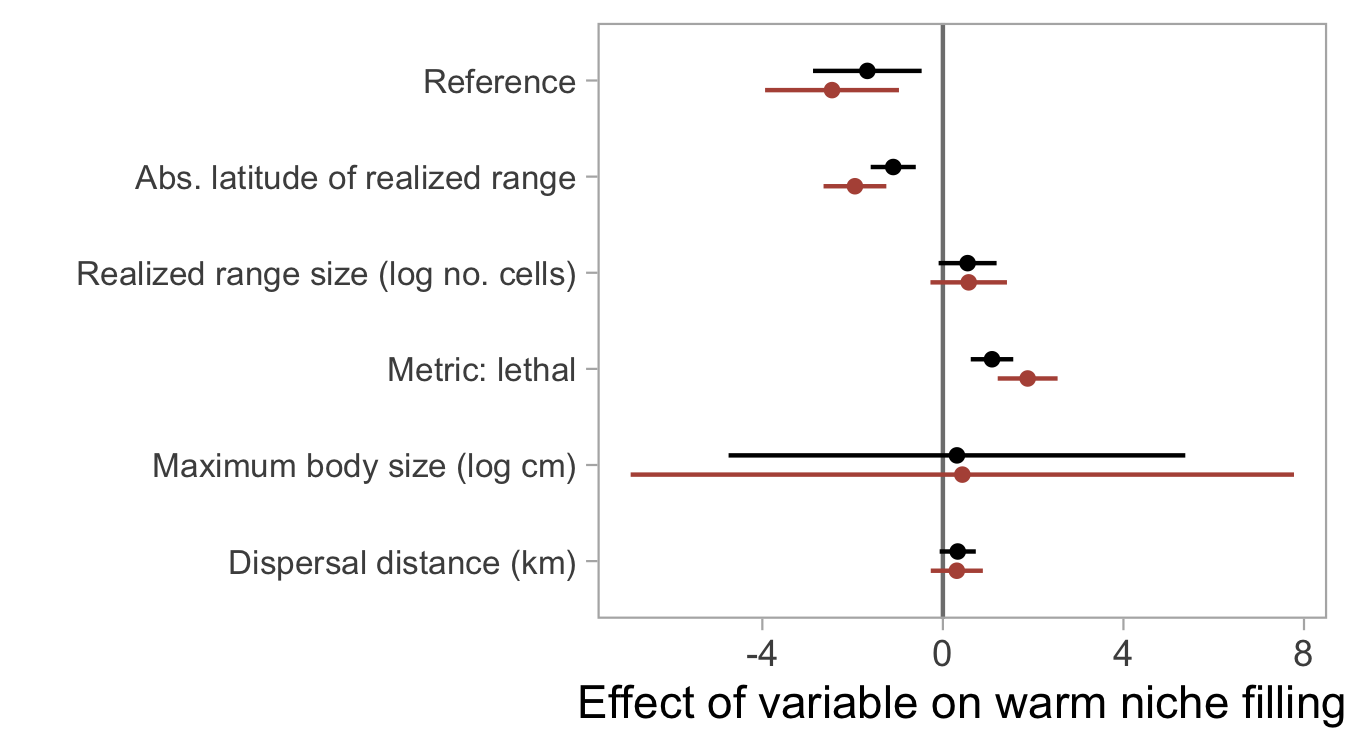 Reference
Abs. latitude of realized range
Realized range size (log no. cells)
Metric: lethal
Maximum body size (log cm)
Dispersal distance (km)
-4 0 4 8
Effect of variable on warm niche filling